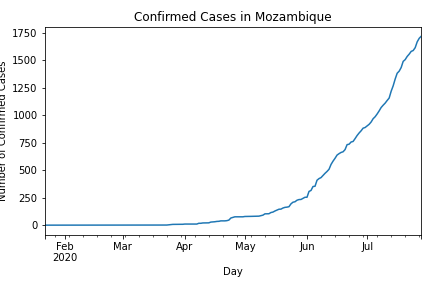 Confirmed Cases in Mozambique
Number of Confirmed Cases
1750
1500
1250
1000
750
500
250
0
Feb Mar Apr May Jun Jul
2020
Day